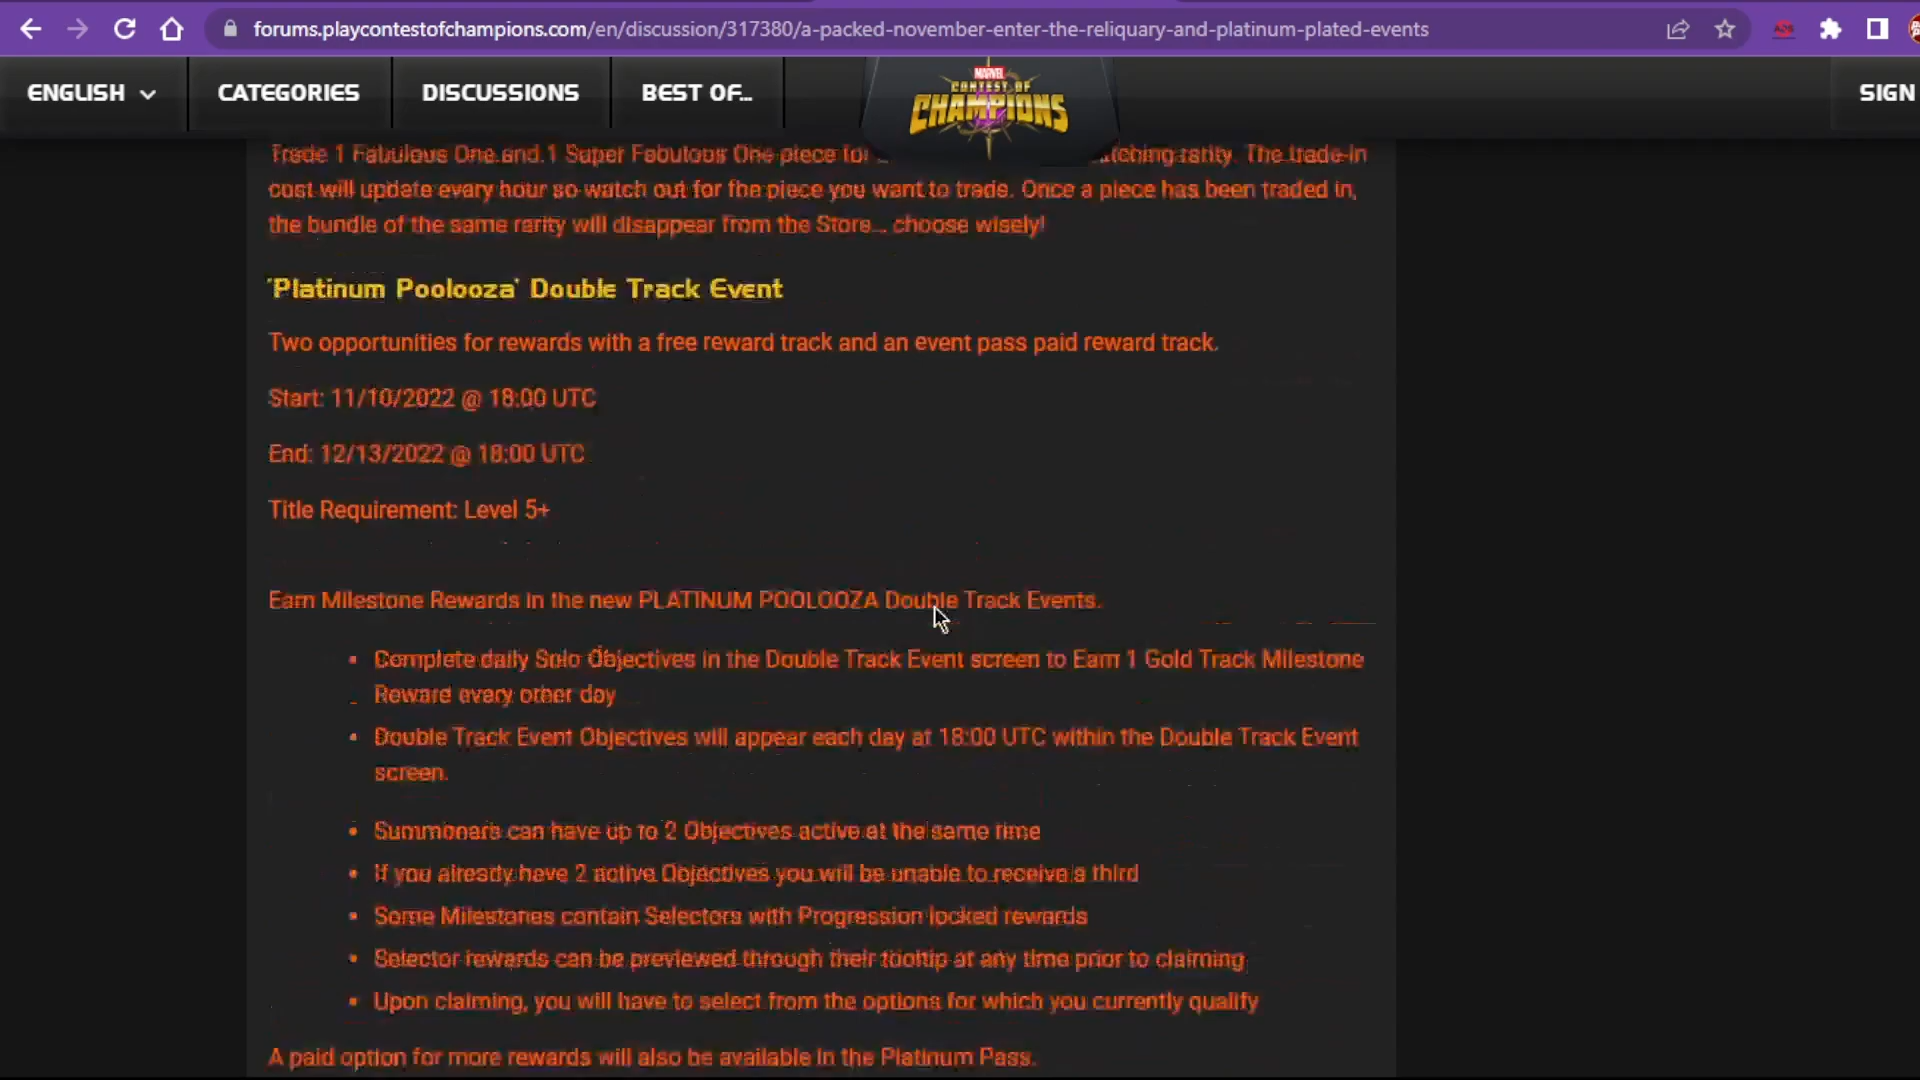 forums.playcontestofchampions.com/en/discussion/317380/a-packed-november-enter-the-reliquary-and-platinum-plated-events
ENGLISH CATEGORIES DISCUSSIONS BEST OF... MARVEL CONTEST OF CHAMPIONS SIGN
Trade 1 Fabulous One and 1 Super Fabulous One piece for rarity. The trade-in
cost will update every hour so watch out for the piece you want to trade. Once a piece has been traded in,
the bundle of the same rarity will disappear from the Store... choose wisely!
'Platinum Poolooza' Double Track Event
Two opportunities for rewards with a free reward track and an event pass paid reward track.
Start: 11/10/2022 @ 18:00 UTC
End: 12/13/2022 @ 18:00 UTC
Title Requirement: Level 5+
Earn Milestone Rewards in the new PLATINUM POOLOOZA Double Track Events.
• Complete daily Solo Objectives in the Double Track Event screen to Earn 1 Gold Track Milestone
Reward every other day
• Double Track Event Objectives will appear each day at 18:00 UTC within the Double Track Event
screen.
• Summoners can have up to 2 Objectives active at the same time
• If you already have 2 active Objectives you will be unable to receive a third
• Some Milestones contain Selectors with Progression locked rewards
• Selector rewards can be previewed through their tooltip at any time prior to claiming
• Upon claiming, you will have to select from the options for which you currently qualify
A paid option for more rewards will also be available in the Platinum Pass.